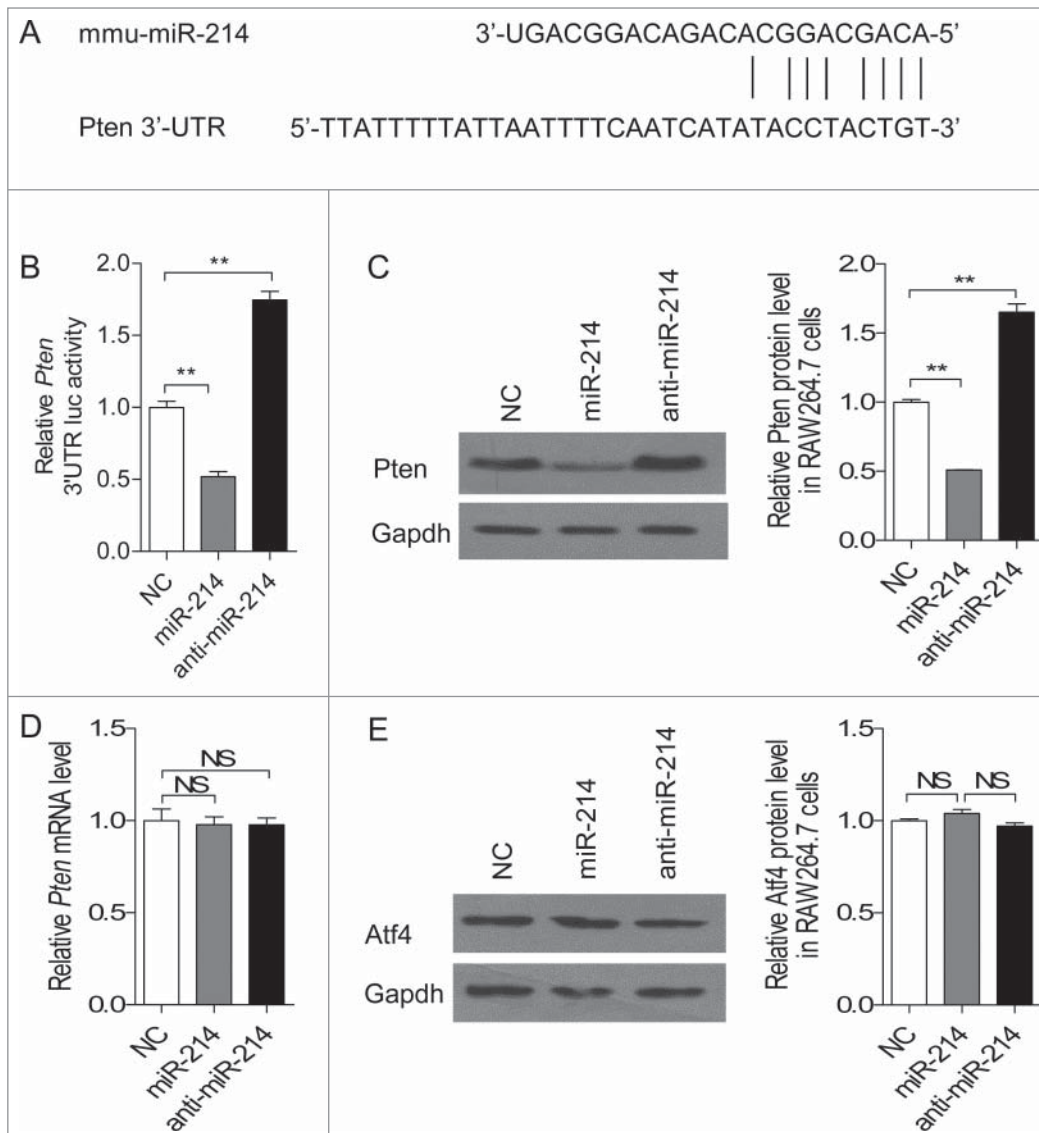 A
mmu-miR-214 3'-UGACGGACAGACACGGACGACA-5'
Pten 3'-UTR 5'-TTATTTTTATTAATTTTCAATCATATACCTACTGT-3'
B
Relative Pten
3'UTR luc activity
2.0
1.5
1.0
0.5
0.0
**
**
NC
miR-214
anti-miR-214
C
NC
miR-214
anti-miR-214
Pten
Gapdh
Relative Pten protein level
in RAW264.7 cells
2.0
1.5
1.0
0.5
0.0
**
**
NC
miR-214
anti-miR-214
D
Relative Pten mRNA level
1.5
1.0
0.5
0.0
NS
NS
NC
miR-214
anti-miR-214
E
NC
miR-214
anti-miR-214
Atf4
Gapdh
Relative Atf4 protein level
in RAW264.7 cells
1.5
1.0
0.5
0.0
NS NS
NC
miR-214
anti-miR-214